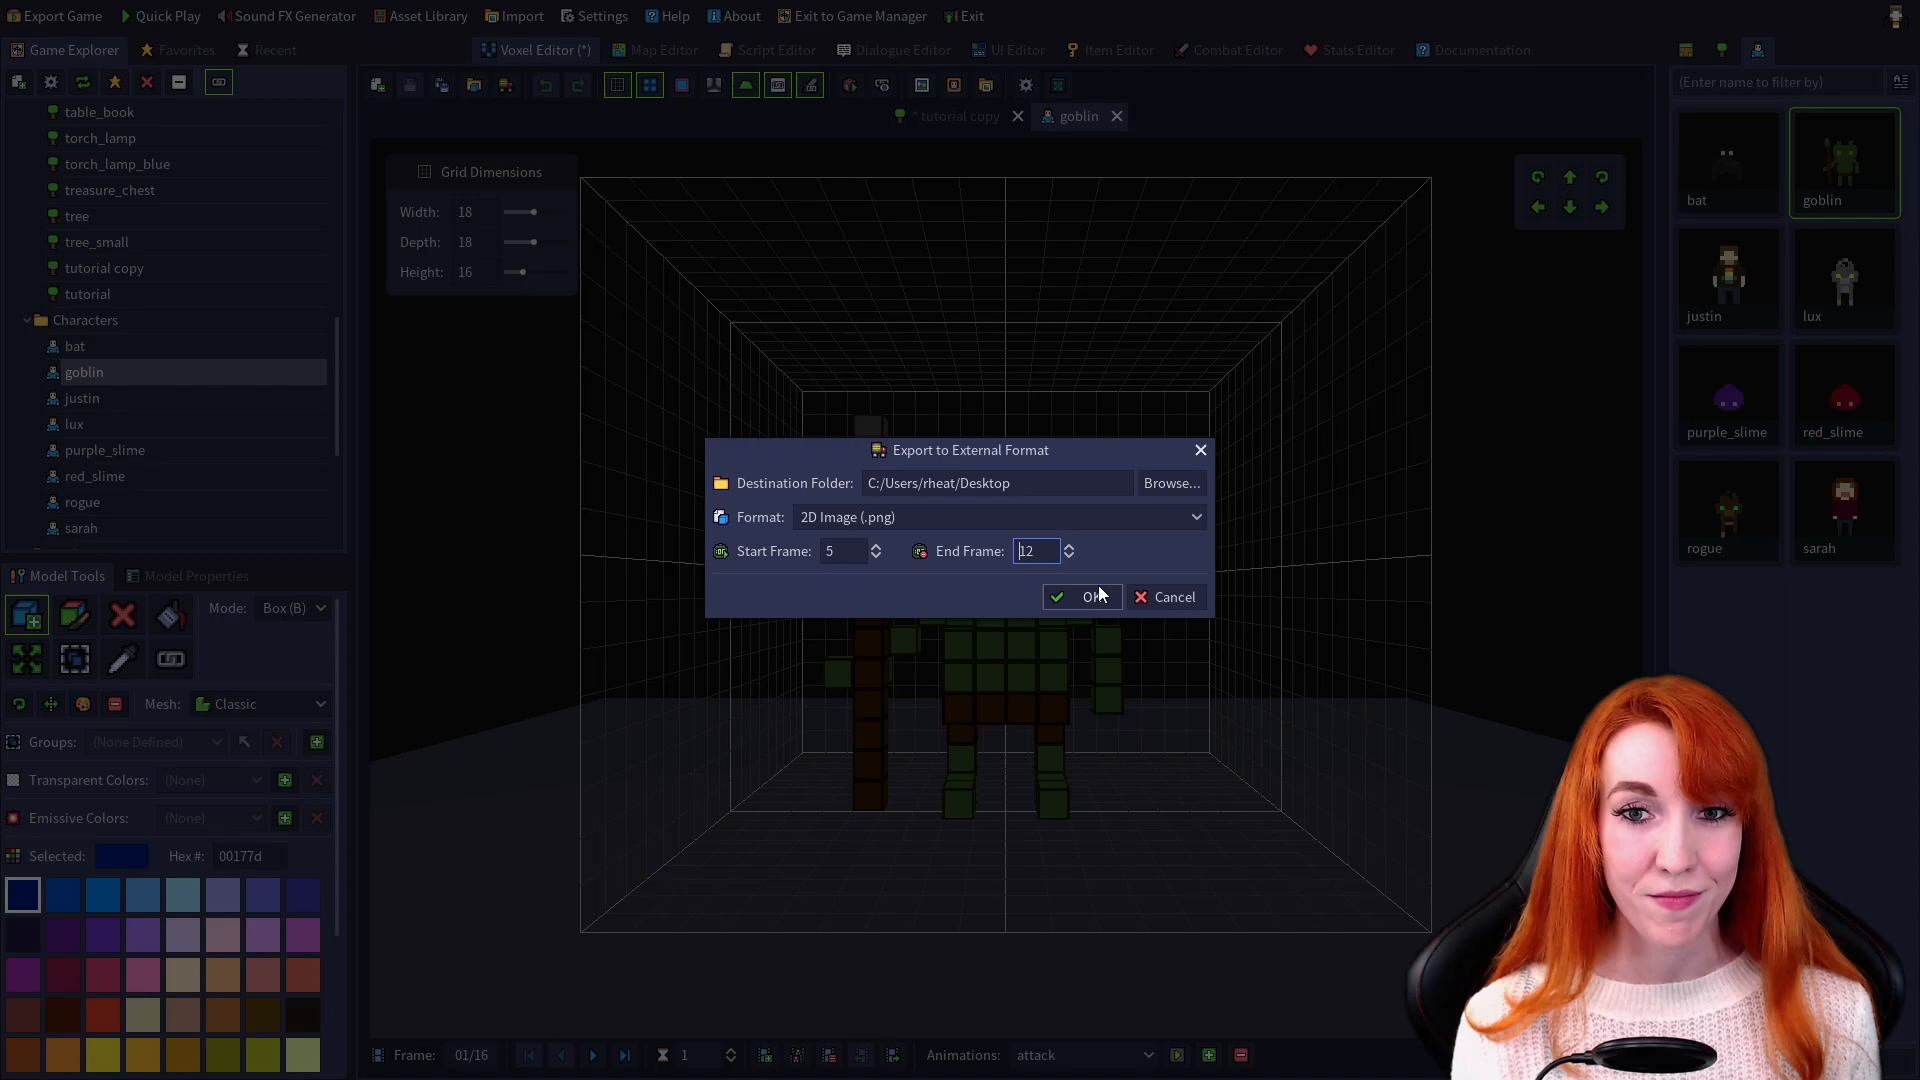 Export Game Quick Play Sound FX Generator Asset Library Import Settings Help About Exit to Game Manager Exit
Game Explorer Favorites Recent Voxel Editor (*) Map Editor Script Editor Dialogue Editor UI Editor Item Editor Combat Editor Stats Editor Documentation
(Enter name to filter by)
* tutorial copy goblin
table_book
torch_lamp
torch_lamp_blue
treasure_chest
tree
tree_small
tutorial copy
tutorial
Characters
bat
goblin
justin
lux
purple_slime
red_slime
rogue
sarah
Grid Dimensions
Width: 18
Depth: 18
Height: 16
Export to External Format
Destination Folder: C:/Users/rheat/Desktop Browse...
Format: 2D Image (.png)
Start Frame: 5 End Frame: 12
OK Cancel
bat goblin
justin lux
purple_slime red_slime
rogue sarah
Model Tools Model Properties
Mode: Box (B)
Mesh: Classic
Groups: (None Defined)
Transparent Colors: (None)
Emissive Colors: (None)
Selected: Hex #: 00177d
Frame: 01/16 1 Animations: attack